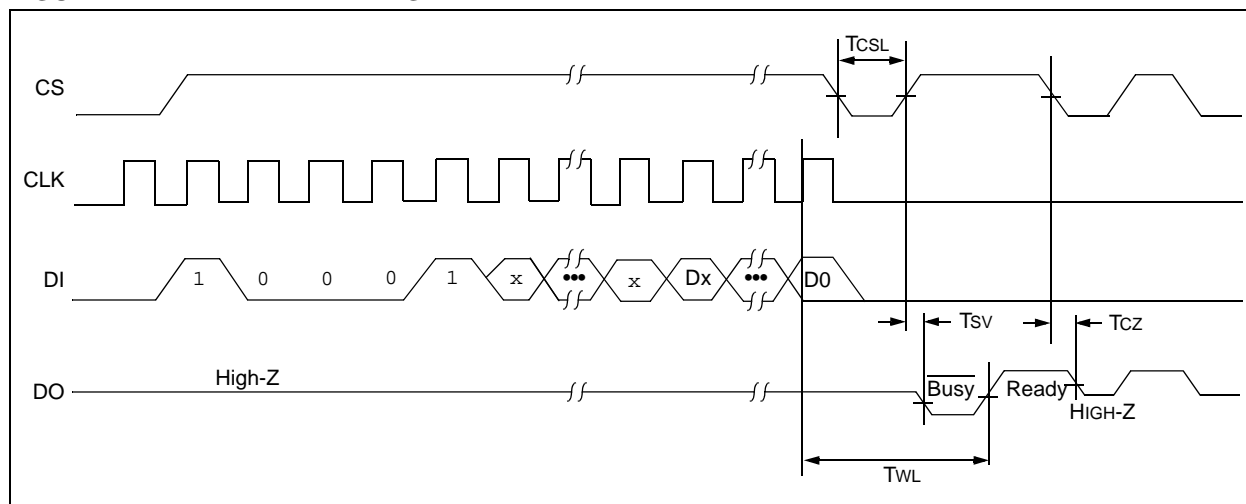 TCSL
CS
CLK
DI 1 0 0 0 1 x ••• x Dx ••• D0
TSV TCZ
High-Z
DO Busy Ready
HIGH-Z
TWL